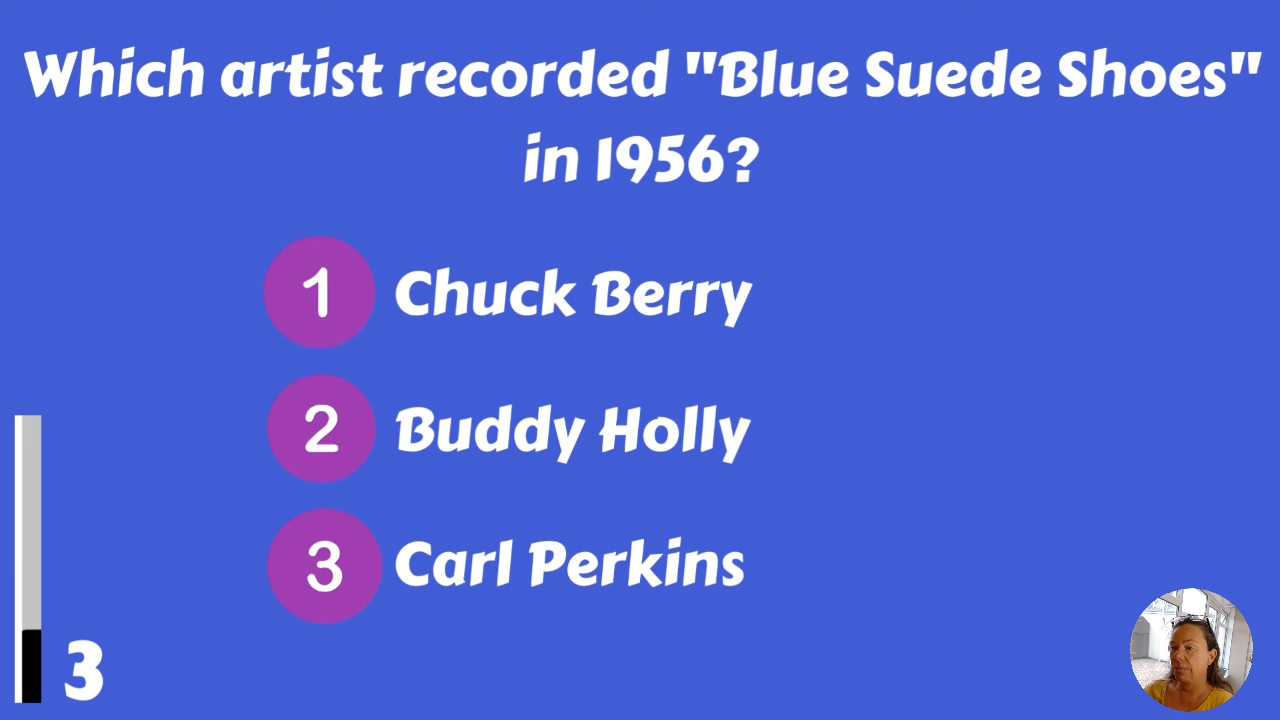 Which artist recorded "Blue Suede Shoes"
in 1956?
1 Chuck Berry
2 Buddy Holly
3 Carl Perkins
3